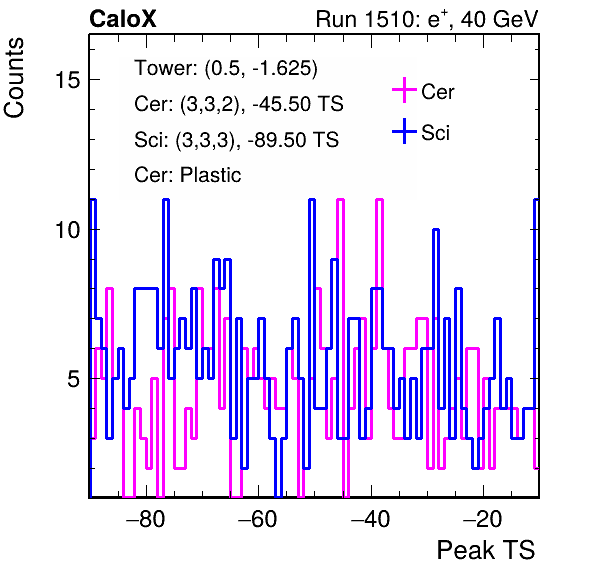 CaloX Run 1510: e⁺, 40 GeV
Counts
Tower: (0.5, -1.625)
Cer: (3,3,2), -45.50 TS
Sci: (3,3,3), -89.50 TS
Cer: Plastic
Cer
Sci
15
10
5
−80 −60 −40 −20
Peak TS